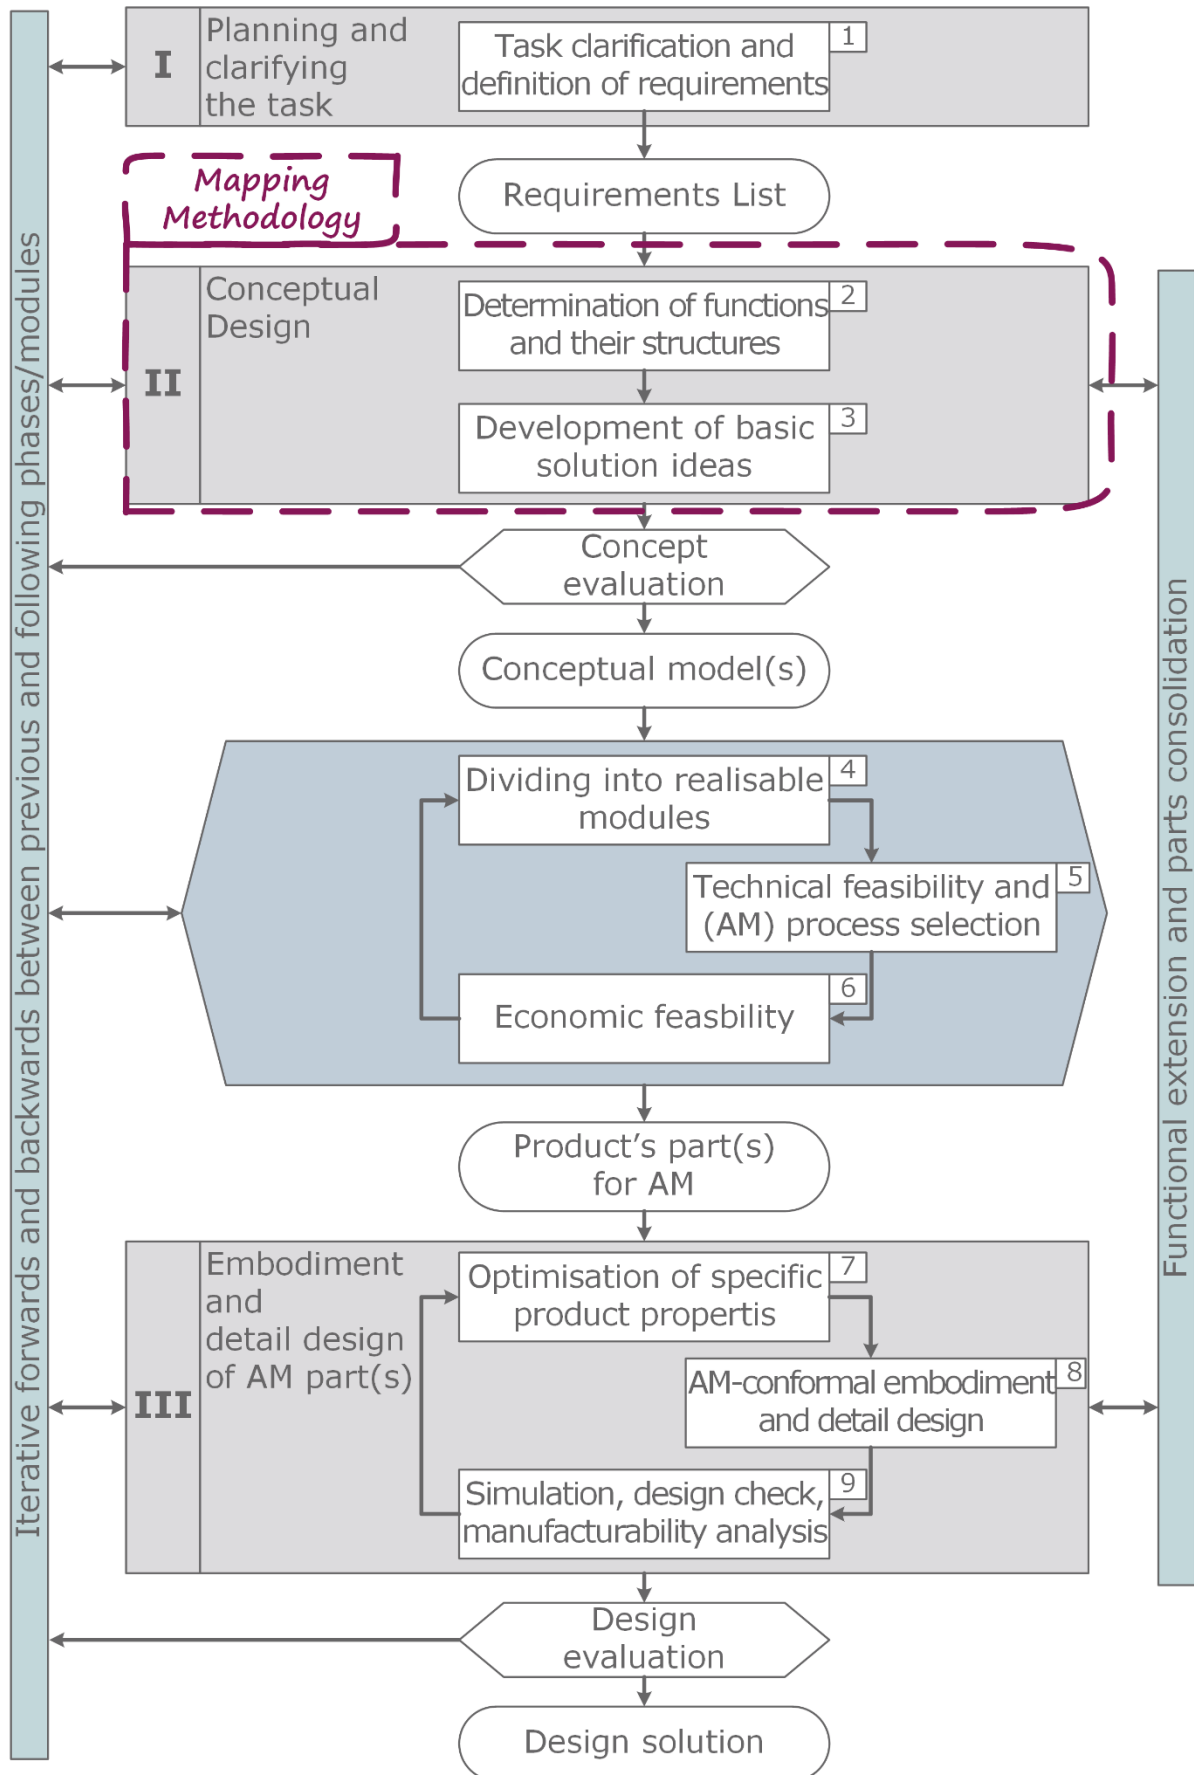 I
Planning and
clarifying
the task
1
Task clarification and
definition of requirements
Mapping
Methodology
Requirements List
II
Conceptual
Design
2
Determination of functions
and their structures
3
Development of basic
solution ideas
Concept
evaluation
Conceptual model(s)
4
Dividing into realisable
modules
5
Technical feasibility and
(AM) process selection
6
Economic feasbility
Product’s part(s)
for AM
III
Embodiment
and
detail design
of AM part(s)
7
Optimisation of specific
product propertis
8
AM-conformal embodiment
and detail design
9
Simulation, design check,
manufacturability analysis
Design
evaluation
Design solution
Iterative forwards and backwards between previous and following phases/modules
Functional extension and parts consolidation